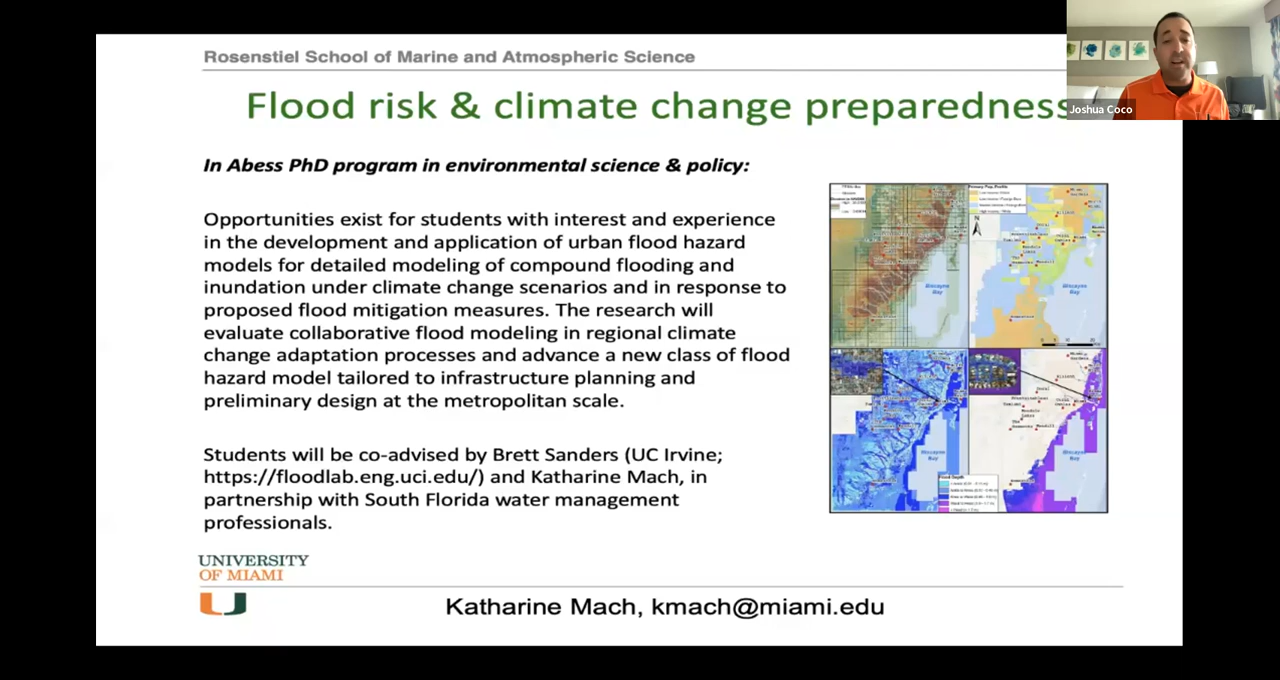 Rosenstiel School of Marine and Atmospheric Science
Flood risk & climate change preparedness
Joshua Coco
In Abess PhD program in environmental science & policy:
Opportunities exist for students with interest and experience
in the development and application of urban flood hazard
models for detailed modeling of compound flooding and
inundation under climate change scenarios and in response to
proposed flood mitigation measures. The research will
evaluate collaborative flood modeling in regional climate
change adaptation processes and advance a new class of flood
hazard model tailored to infrastructure planning and
preliminary design at the metropolitan scale.
Students will be co-advised by Brett Sanders (UC Irvine;
https://floodlab.eng.uci.edu/) and Katharine Mach, in
partnership with South Florida water management
professionals.
Biscayne
Bay
Biscayne
Bay
Biscayne
Bay
Biscayne
Bay
Flood Depth
UNIVERSITY
OF MIAMI
Katharine Mach, kmach@miami.edu